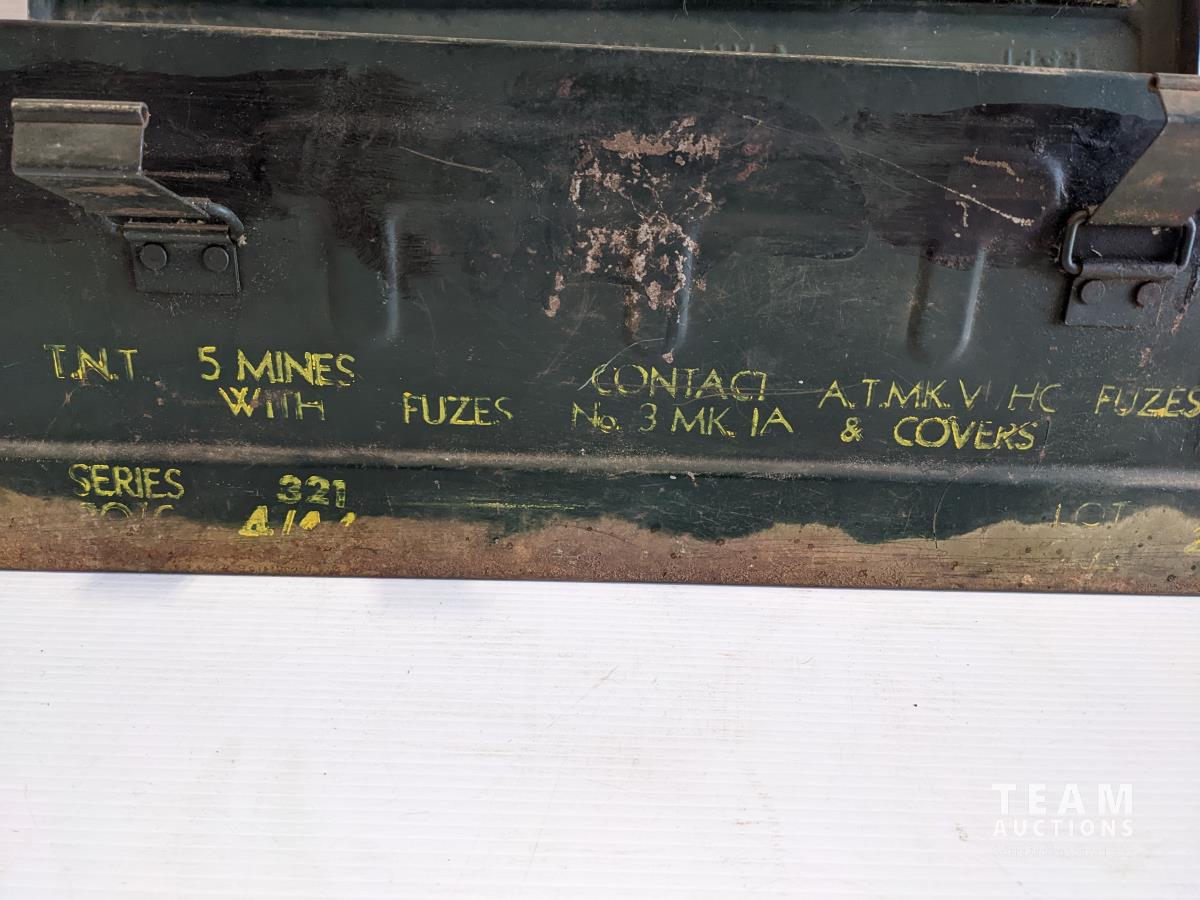 T.N.T. 5 MINES CONTACT A.T.MK.V HC FUZES
WITH FUZES No. 3 MK. IA & COVERS
SERIES 321
LOT
TEAM
AUCTIONS